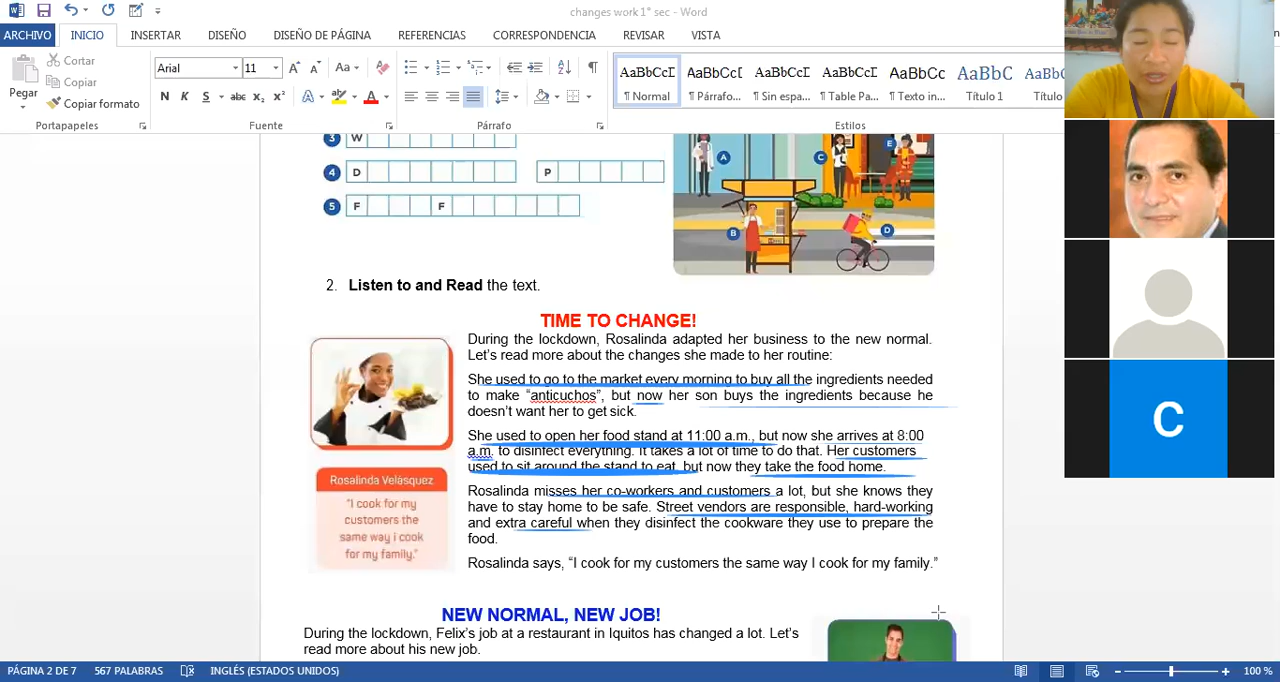 changes work 1° sec - Word
ARCHIVO INICIO INSERTAR DISEÑO DISEÑO DE PÁGINA REFERENCIAS CORRESPONDENCIA REVISAR VISTA
Pegar
Cortar
Copiar
Copiar formato
Portapapeles
Arial 11
N K S abc x₂ x²
Fuente
Párrafo
AaBbCcI AaBbCcD AaBbCcI AaBbCcI AaBbCc AaBbC AaBb
¶ Normal ¶ Párrafo... ¶ Sin espa... ¶ Table Pa... ¶ Texto in... Título 1 Título
Estilos
3 W
4 D P
5 F F
A C E
B D
2. Listen to and Read the text.
TIME TO CHANGE!
During the lockdown, Rosalinda adapted her business to the new normal.
Let's read more about the changes she made to her routine:
She used to go to the market every morning to buy all the ingredients needed
to make “anticuchos”, but now her son buys the ingredients because he
doesn't want her to get sick.
She used to open her food stand at 11:00 a.m., but now she arrives at 8:00
a.m. to disinfect everything. It takes a lot of time to do that. Her customers
used to sit around the stand to eat, but now they take the food home.
Rosalinda misses her co-workers and customers a lot, but she knows they
have to stay home to be safe. Street vendors are responsible, hard-working
and extra careful when they disinfect the cookware they use to prepare the
food.
Rosalinda says, “I cook for my customers the same way I cook for my family.”
Rosalinda Velásquez
“I cook for my
customers the
same way i cook
for my family.”
NEW NORMAL, NEW JOB!
During the lockdown, Felix's job at a restaurant in Iquitos has changed a lot. Let's
read more about his new job.
PÁGINA 2 DE 7 567 PALABRAS INGLÉS (ESTADOS UNIDOS) 100 %
C